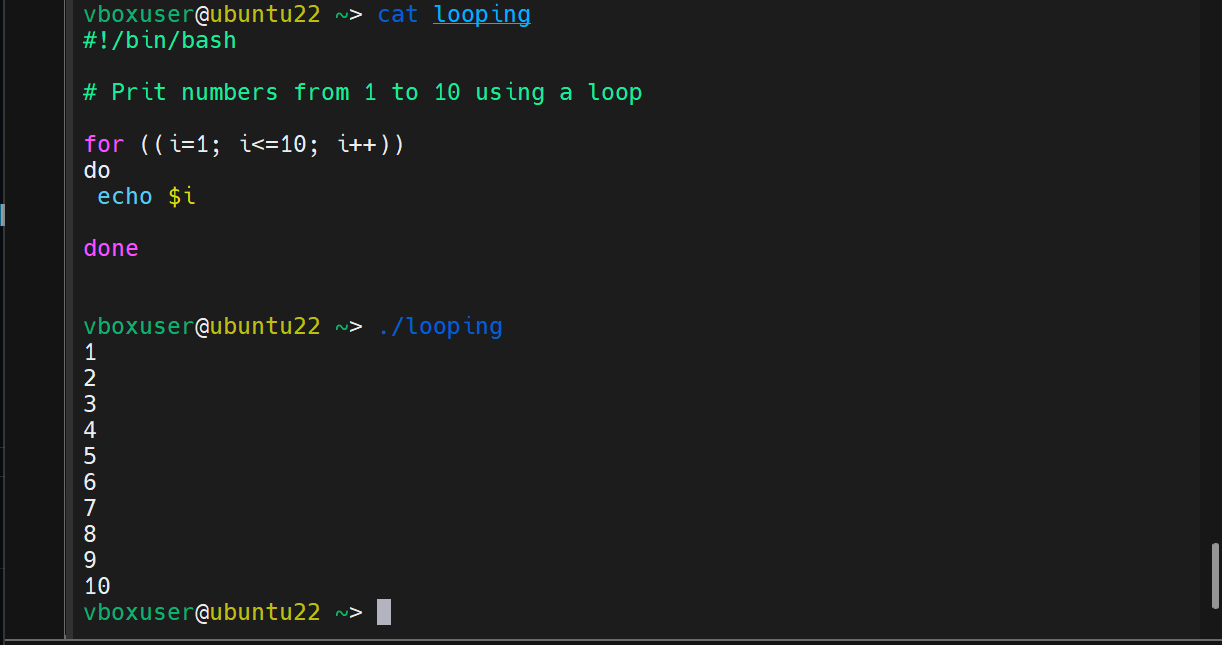 vboxuser@ubuntu22 ~> cat looping
#!/bin/bash
# Prit numbers from 1 to 10 using a loop
for ((i=1; i<=10; i++))
do
echo $i
done
vboxuser@ubuntu22 ~> ./looping
1
2
3
4
5
6
7
8
9
10
vboxuser@ubuntu22 ~>